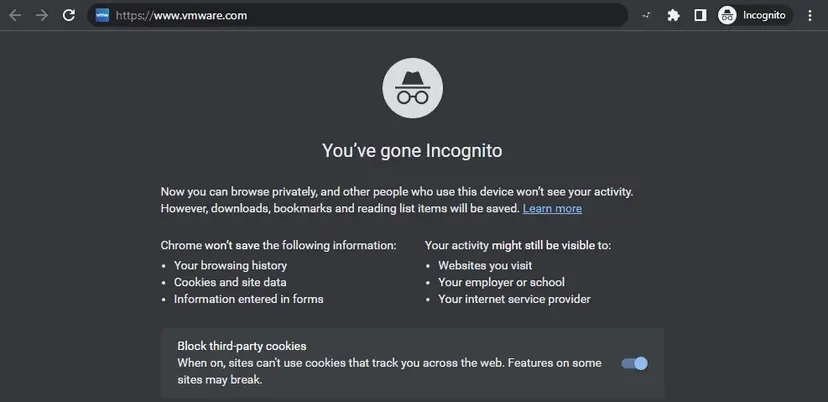 vmw
https://www.vmware.com
Incognito
You've gone Incognito
Now you can browse privately, and other people who use this device won't see your activity.
However, downloads, bookmarks and reading list items will be saved. Learn more
Chrome won't save the following information:
• Your browsing history
• Cookies and site data
• Information entered in forms
Your activity might still be visible to:
• Websites you visit
• Your employer or school
• Your internet service provider
Block third-party cookies
When on, sites can't use cookies that track you across the web. Features on some
sites may break.